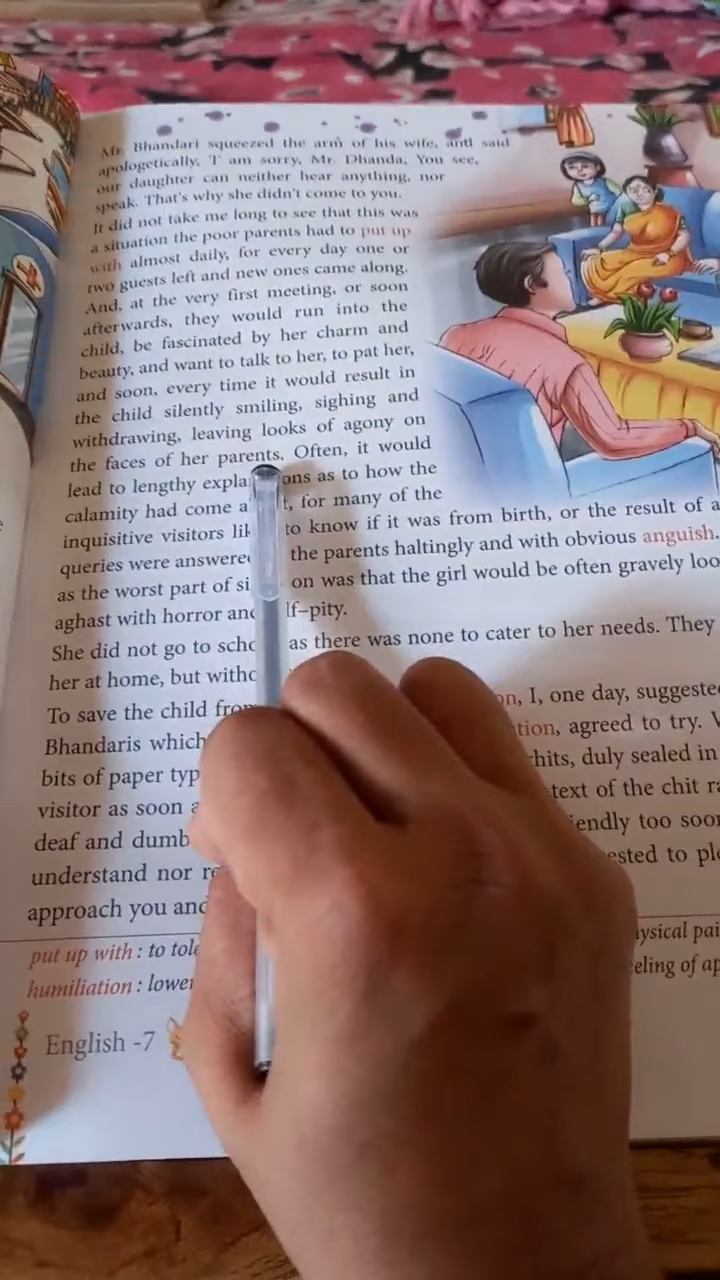 Mr. Bhandari squeezed the arm of his wife, and said
apologetically, 'I' am sorry, Mr. Dhanda, You see,
our daughter can neither hear anything, nor
speak. That's why she didn't come to you.
It did not take me long to see that this was
a situation the poor parents had to put up
with almost daily, for every day one or
two guests left and new ones came along.
And, at the very first meeting, or soon
afterwards, they would run into the
child, be fascinated by her charm and
beauty, and want to talk to her, to pat her,
and soon, every time it would result in
the child silently smiling, sighing and
withdrawing, leaving looks of agony on
the faces of her parents. Often, it would
lead to lengthy expla ons as to how the
calamity had come a t, for many of the
inquisitive visitors lik to know if it was from birth, or the result of a
queries were answere the parents haltingly and with obvious anguish.
as the worst part of si on was that the girl would be often gravely loo
aghast with horror and lf-pity.
She did not go to scho as there was none to cater to her needs. They
her at home, but witho
To save the child from on, I, one day, suggeste
Bhandaris which tion, agreed to try.
bits of paper typ hits, duly sealed in
visitor as soon text of the chit ra
deaf and dumb iendly too soon
understand nor re ested to ple
approach you and
put up with : to tole ysical pai
humiliation : lower eling of ap
English -7